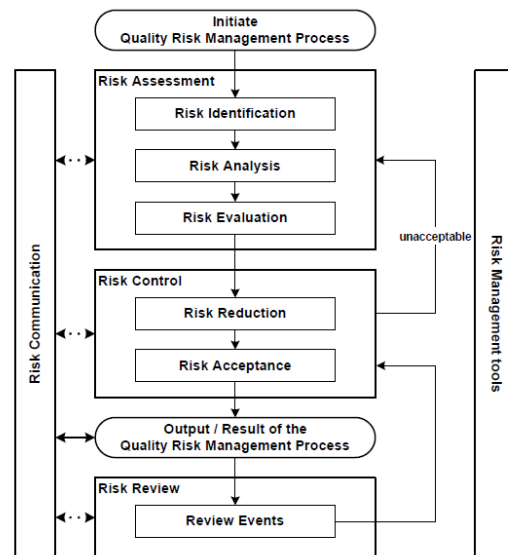 Initiate
Quality Risk Management Process
Risk Assessment
Risk Identification
Risk Analysis
Risk Evaluation
unacceptable
Risk Communication
Risk Management tools
Risk Control
Risk Reduction
Risk Acceptance
Output / Result of the
Quality Risk Management Process
Risk Review
Review Events